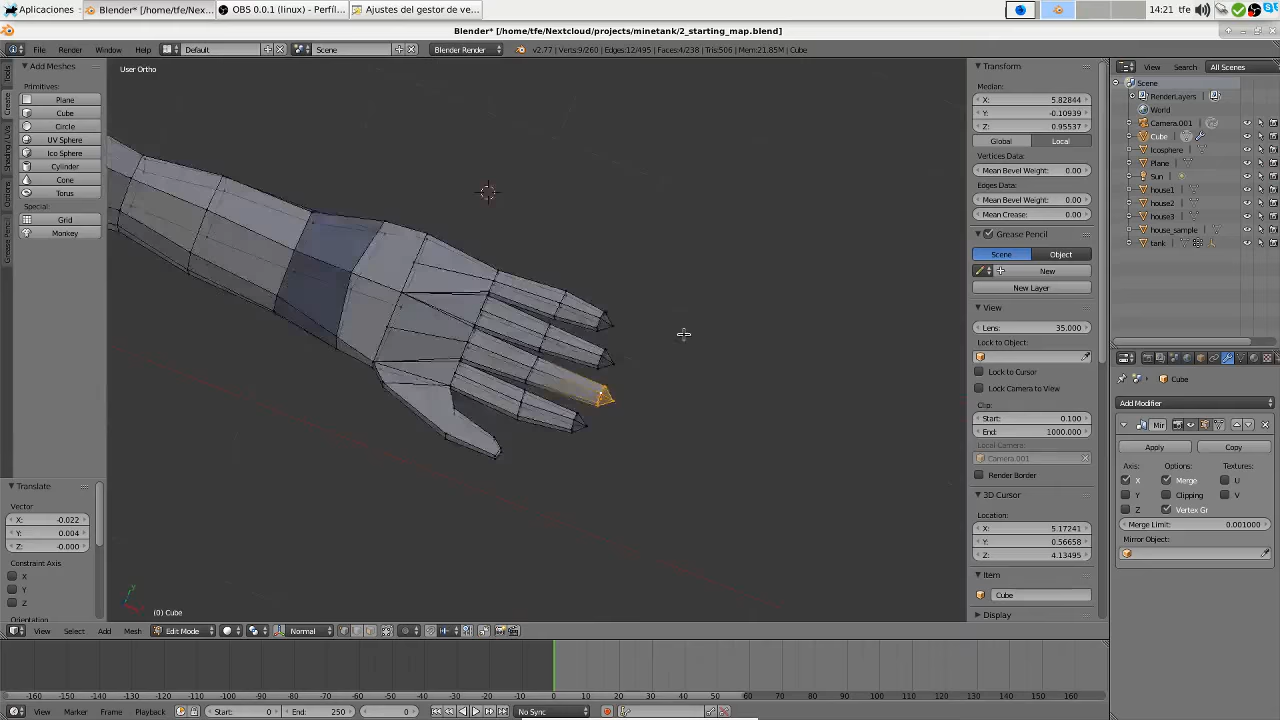 Aplicaciones
Blender* [/home/tfe/Nex...
OBS 0.0.1 (linux) - Perfíl...
Ajustes del gestor de ve...
14:21 tfe
Blender* [/home/tfe/Nextcloud/projects/minetank/2_starting_map.blend]
File Render Window Help
Default
Scene
Blender Render
v2.77 | Verts:9/260 | Edges:12/495 | Faces:4/238 | Tris:506 | Mem:21.85M | Cube
View Search All Scenes
Tools
Create
Shading / UVs
Options
Grease Pencil
Add Meshes
Primitives:
Plane
Cube
Circle
UV Sphere
Ico Sphere
Cylinder
Cone
Torus
Special:
Grid
Monkey
Translate
Vector
X: -0.022
Y: 0.004
Z: -0.000
Constraint Axis
X
Y
Z
Orientation
User Ortho
(0) Cube
Transform
Median:
X: 5.82844
Y: -0.10939
Z: 0.95537
Global Local
Vertices Data:
Mean Bevel Weight: 0.00
Edges Data:
Mean Bevel Weight: 0.00
Mean Crease: 0.00
Grease Pencil
Scene Object
New
New Layer
View
Lens: 35.000
Lock to Object:
Lock to Cursor
Lock Camera to View
Clip:
Start: 0.100
End: 1000.000
Local Camera:
Camera.001
Render Border
3D Cursor
Location:
X: 5.17241
Y: 0.56658
Z: 4.13495
Item
Cube
Display
Scene
RenderLayers
World
Camera.001
Cube
Icosphere
Plane
Sun
house1
house2
house3
house_sample
tank
Cube
Add Modifier
Mir
Apply Copy
Axis: Options: Textures:
X Merge U
Y Clipping V
Z Vertex Gr
Merge Limit: 0.001000
Mirror Object:
View Select Add Mesh Edit Mode Normal
-160 -150 -140 -130 -120 -110 -100 -90 -80 -70 -60 -50 -40 -30 -20 -10 0 10 20 30 40 50 60 70 80 90 100 110 120 130 140 150 160
View Marker Frame Playback Start: 0 End: 250 0 No Sync